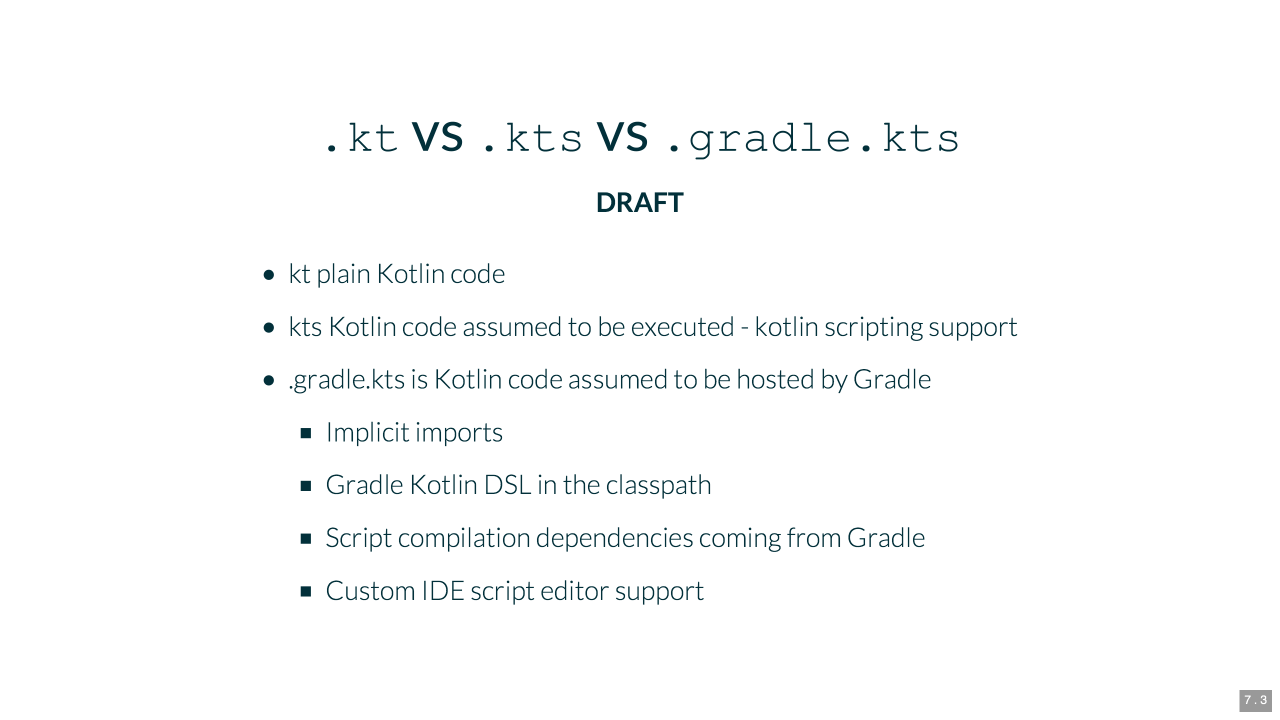 .kt VS .kts VS .gradle.kts
DRAFT
kt plain Kotlin code
kts Kotlin code assumed to be executed - kotlin scripting support
.gradle.kts is Kotlin code assumed to be hosted by Gradle
Implicit imports
Gradle Kotlin DSL in the classpath
Script compilation dependencies coming from Gradle
Custom IDE script editor support
7.3